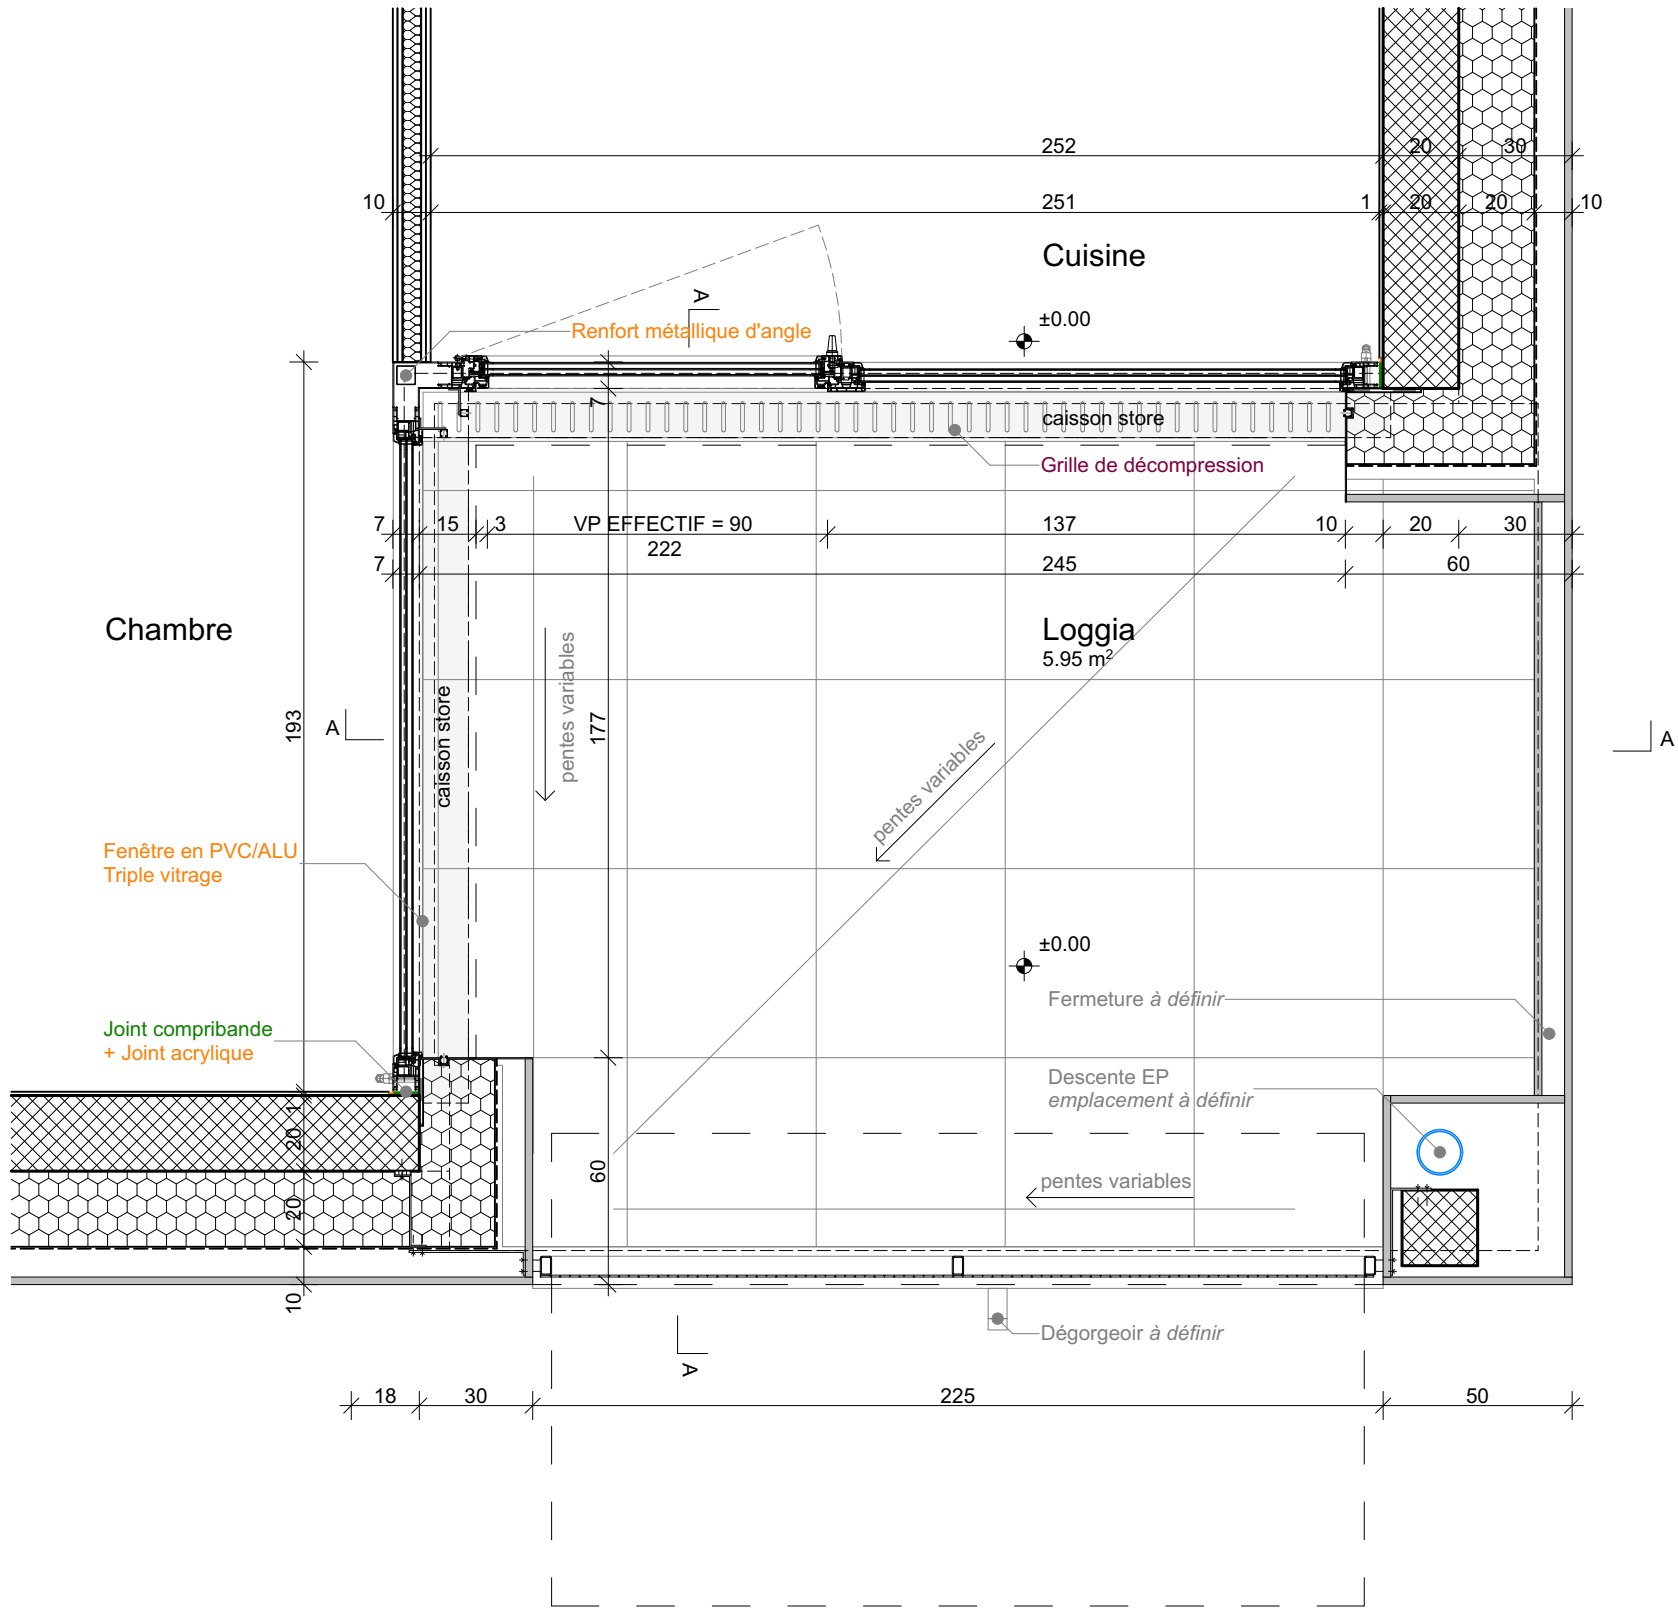 252
20
30
10
251
1
20
20
10
Cuisine
A
±0.00
Renfort métallique d'angle
7
caisson store
Grille de décompression
7
15
3
VP EFFECTIF = 90
137
10
20
30
222
7
245
60
Chambre
Loggia
5.95 m²
pentes variables
caisson store
193
A
177
pentes variables
A
Fenêtre en PVC/ALU
Triple vitrage
±0.00
Fermeture à définir
Joint compribande
+ Joint acrylique
Descente EP
emplacement à définir
1
20
60
pentes variables
20
10
Dégorgeoir à définir
A
18
30
225
50